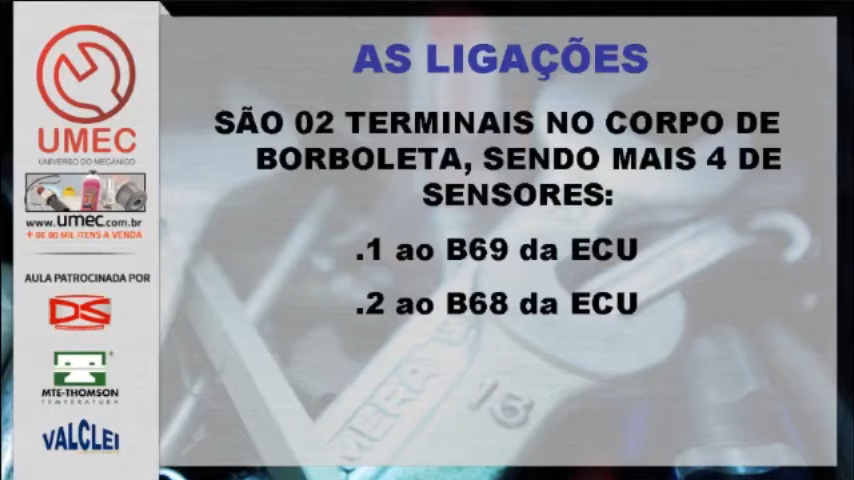 UMEC
UNIVERSO DO MECÂNICO
www.umec.com.br
+ DE 80 MIL ITENS A VENDA
AULA PATROCINADA POR
DS
MTE-THOMSON
TEMPERATURA
VALCLEI
AS LIGAÇÕES
SÃO 02 TERMINAIS NO CORPO DE
BORBOLETA, SENDO MAIS 4 DE
SENSORES:
.1 ao B69 da ECU
.2 ao B68 da ECU